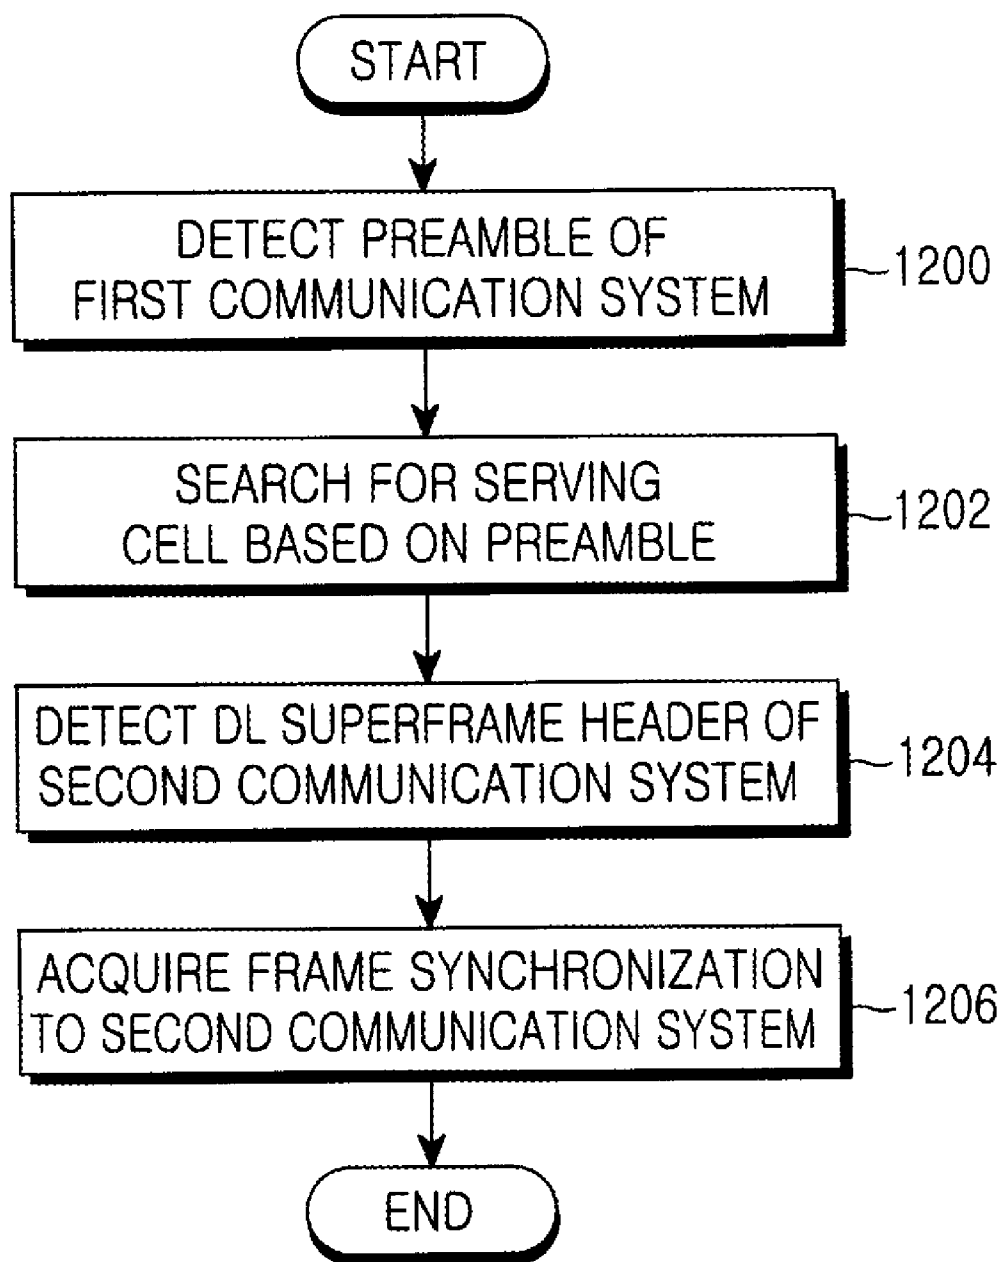 START
DETECT PREAMBLE OF
FIRST COMMUNICATION SYSTEM
1200
SEARCH FOR SERVING
CELL BASED ON PREAMBLE
1202
DETECT DL SUPERFRAME HEADER OF
SECOND COMMUNICATION SYSTEM
1204
ACQUIRE FRAME SYNCHRONIZATION
TO SECOND COMMUNICATION SYSTEM
1206
END